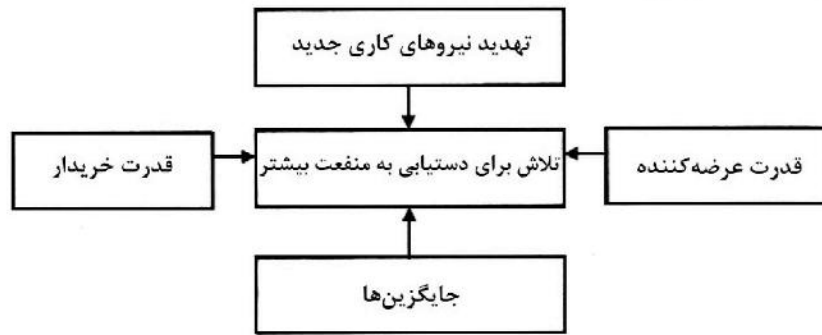 تهدید نیروهای کاری جدید
قدرت عرضه‌کننده
تلاش برای دستیابی به منفعت بیشتر
قدرت خریدار
جایگزین‌ها